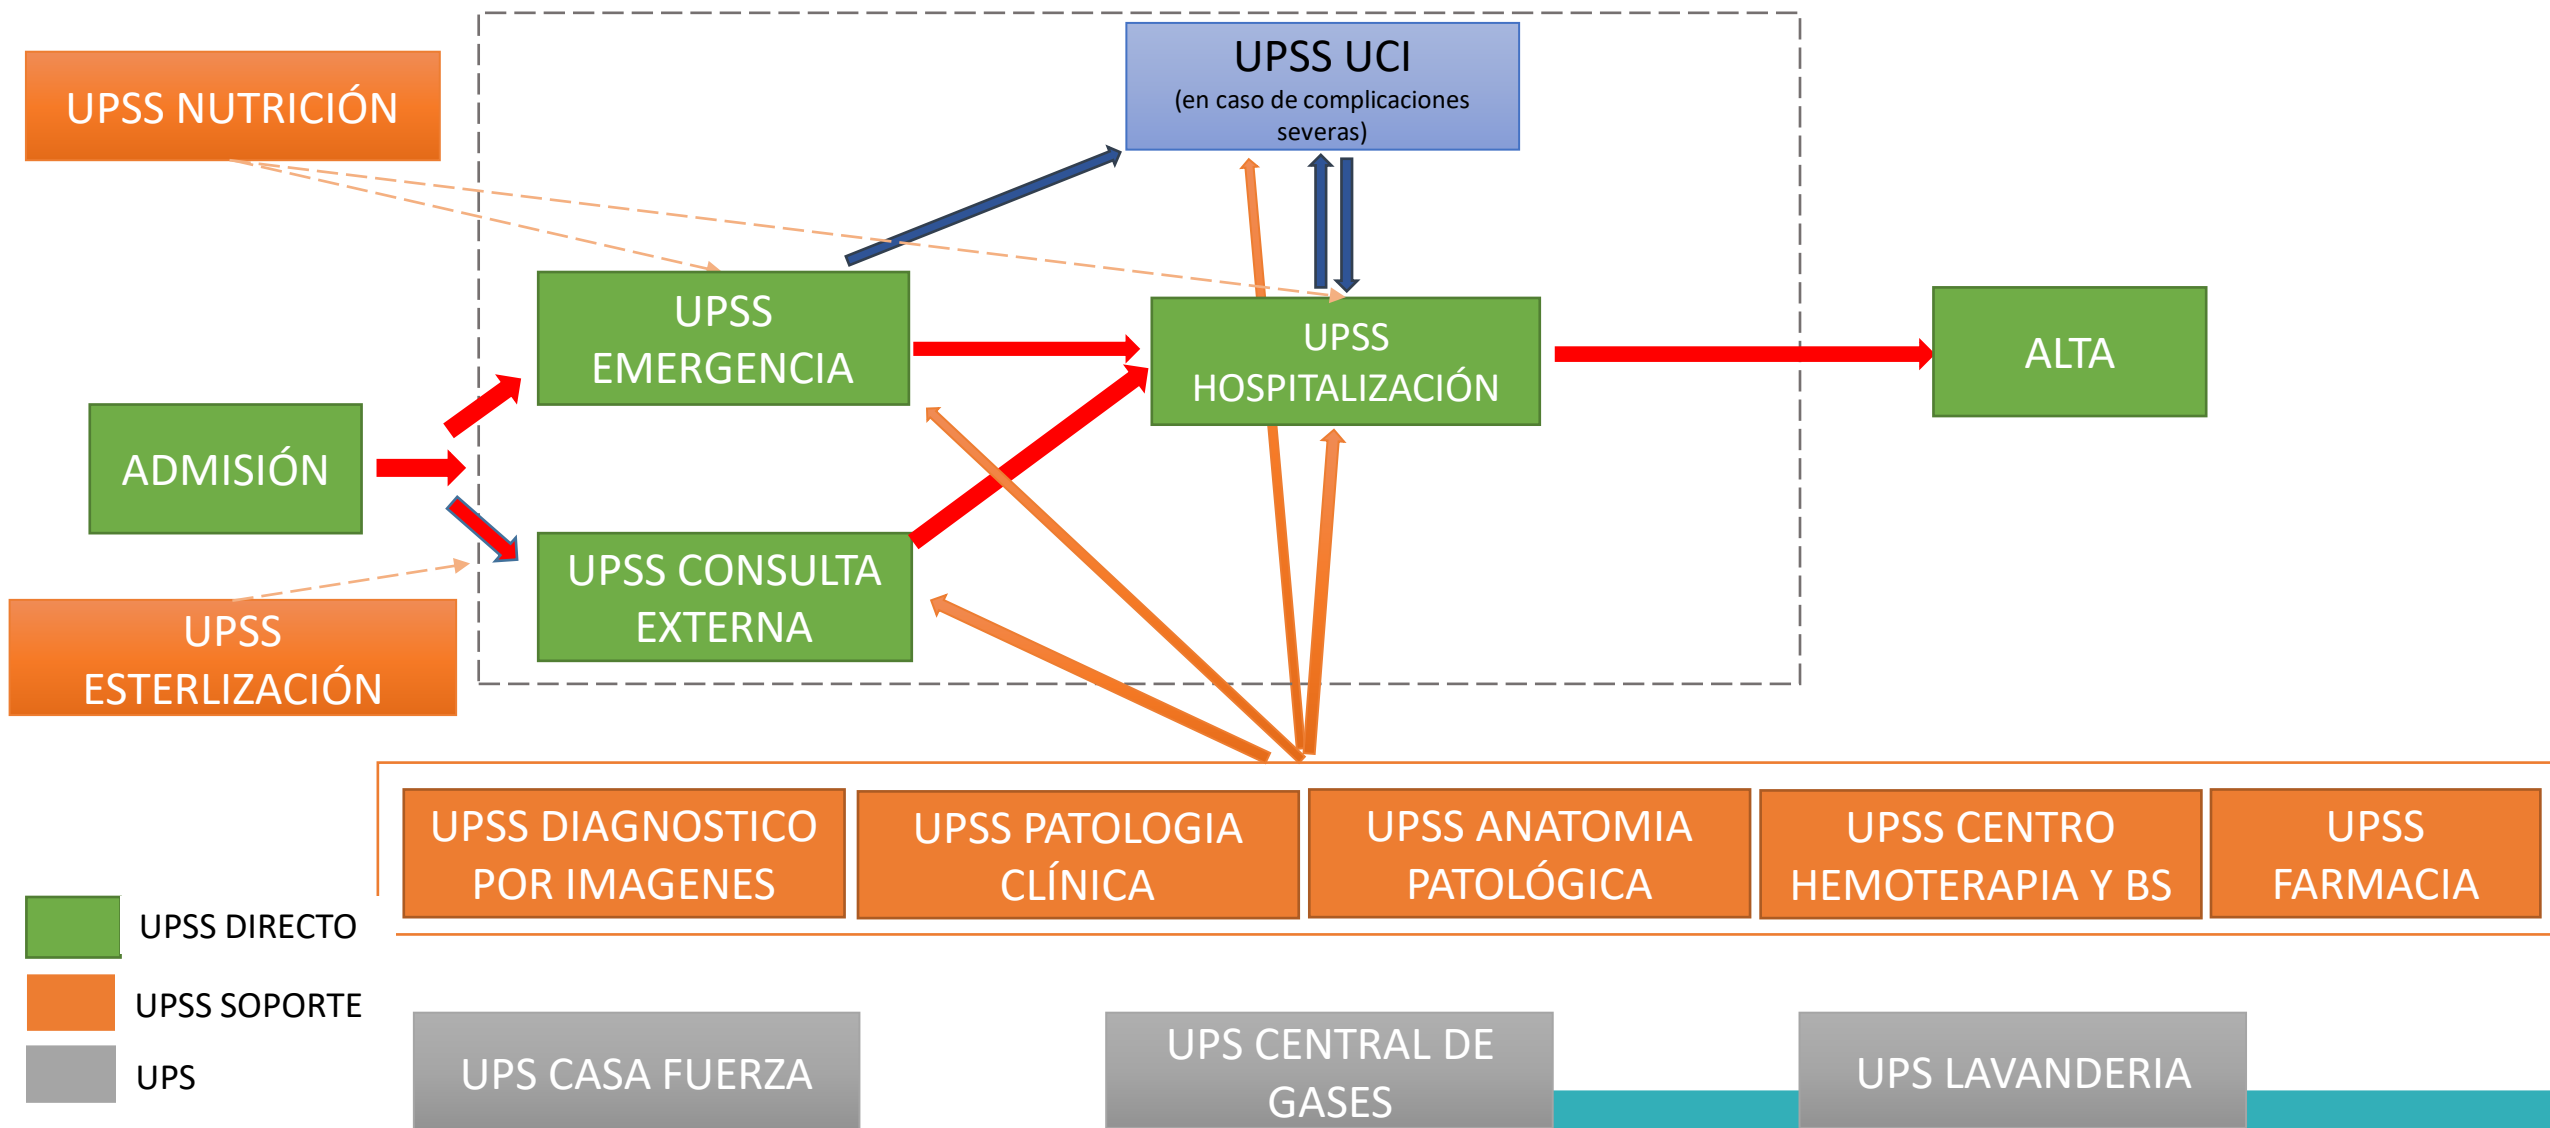 UPSS UCI
(en caso de complicaciones
severas)
UPSS NUTRICIÓN
UPSS
EMERGENCIA
UPSS
HOSPITALIZACIÓN
ALTA
ADMISIÓN
UPSS CONSULTA
EXTERNA
UPSS
ESTERLIZACIÓN
UPSS DIAGNOSTICO
POR IMAGENES
UPSS PATOLOGIA
CLÍNICA
UPSS ANATOMIA
PATOLÓGICA
UPSS CENTRO
HEMOTERAPIA Y BS
UPSS
FARMACIA
UPSS DIRECTO
UPSS SOPORTE
UPS
UPS CASA FUERZA
UPS CENTRAL DE
GASES
UPS LAVANDERIA